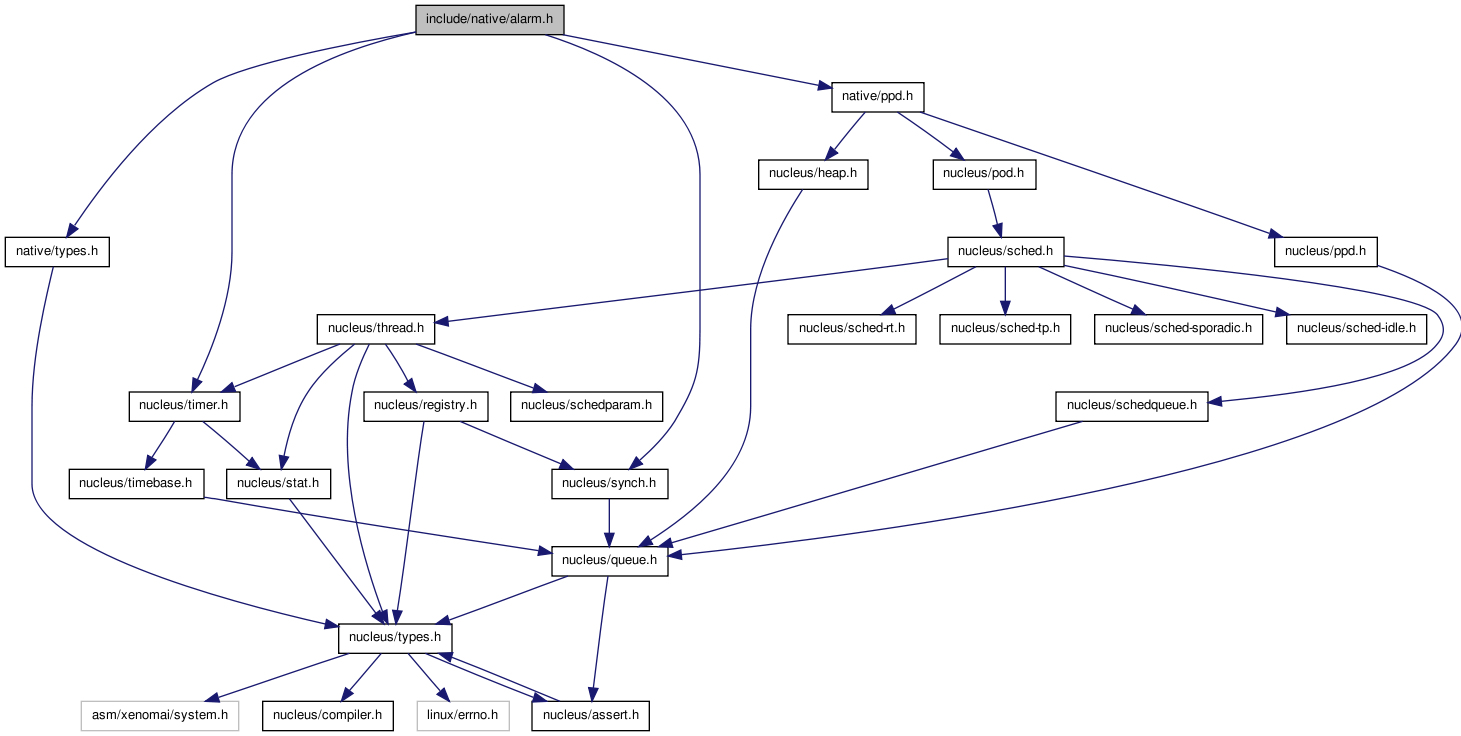 include/native/alarm.h
native/ppd.h
nucleus/heap.h
nucleus/pod.h
native/types.h
nucleus/sched.h
nucleus/ppd.h
nucleus/thread.h
nucleus/sched-rt.h
nucleus/sched-tp.h
nucleus/sched-sporadic.h
nucleus/sched-idle.h
nucleus/timer.h
nucleus/registry.h
nucleus/schedparam.h
nucleus/schedqueue.h
nucleus/timebase.h
nucleus/stat.h
nucleus/synch.h
nucleus/queue.h
nucleus/types.h
asm/xenomai/system.h
nucleus/compiler.h
linux/errno.h
nucleus/assert.h